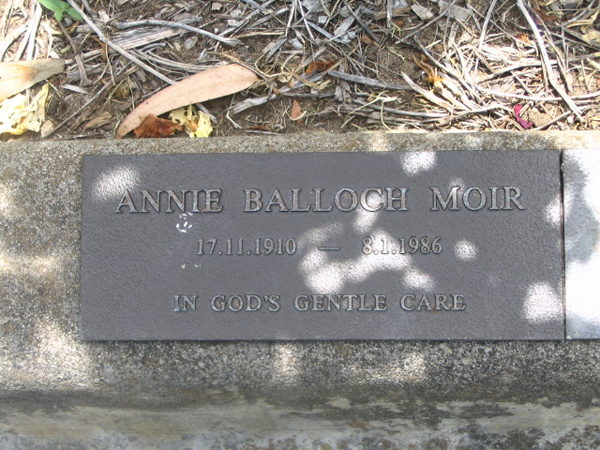 ANNIE BALLOCH MOIR
17.11.1910 — 8.1.1986
IN GOD'S GENTLE CARE